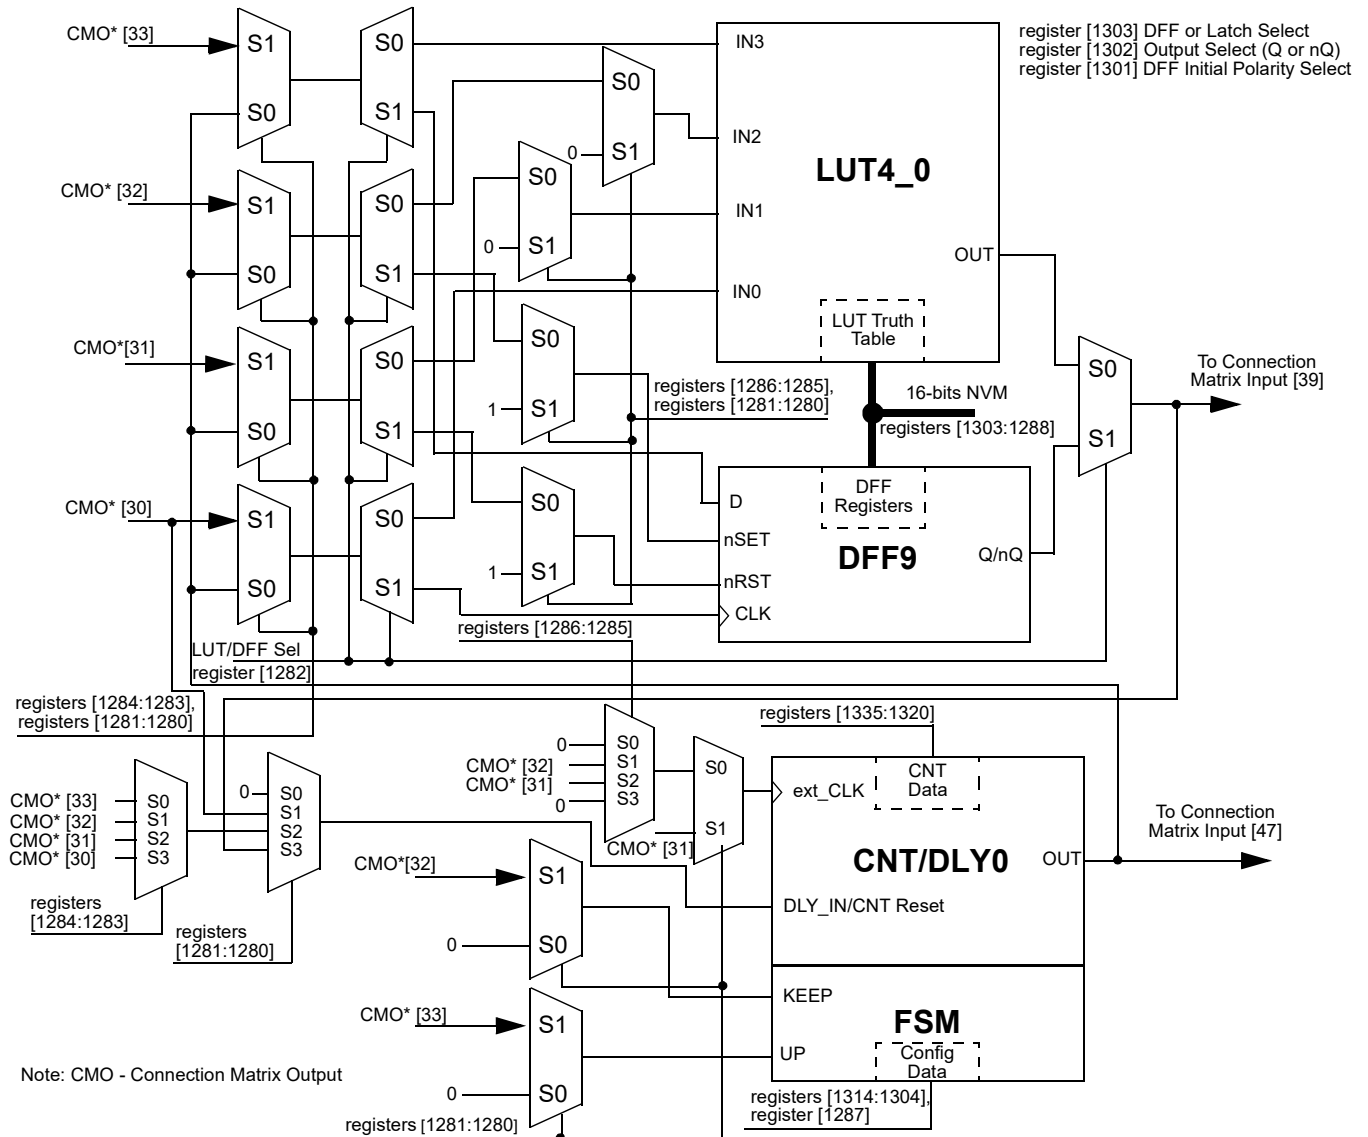 CMO* [33]
S1
S0
S0
S1
S0
S1
0
IN3
IN2
IN1
IN0
LUT4_0
OUT
LUT Truth
Table
register [1303] DFF or Latch Select
register [1302] Output Select (Q or nQ)
register [1301] DFF Initial Polarity Select
CMO* [32]
S1
S0
S0
S1
S0
S1
0
CMO*[31]
S1
S0
S0
S1
S0
S1
1
registers [1286:1285],
registers [1281:1280]
16-bits NVM
registers [1303:1288]
S0
S1
To Connection
Matrix Input [39]
CMO* [30]
S1
S0
S0
S1
S0
S1
1
D
nSET
nRST
CLK
DFF
Registers
DFF9
Q/nQ
registers [1286:1285]
LUT/DFF Sel
register [1282]
registers [1284:1283],
registers [1281:1280]
CMO* [33]
CMO* [32]
CMO* [31]
CMO* [30]
S0
S1
S2
S3
0
S0
S1
S2
S3
registers
[1284:1283]
registers
[1281:1280]
0
CMO* [32]
CMO* [31]
0
S0
S1
S2
S3
S0
S1
CMO* [31]
registers [1335:1320]
ext_CLK
CNT
Data
CNT/DLY0
OUT
DLY_IN/CNT Reset
To Connection
Matrix Input [47]
CMO*[32]
S1
0
S0
KEEP
FSM
UP
Config
Data
CMO* [33]
S1
0
S0
registers [1281:1280]
registers [1314:1304],
register [1287]
Note: CMO - Connection Matrix Output